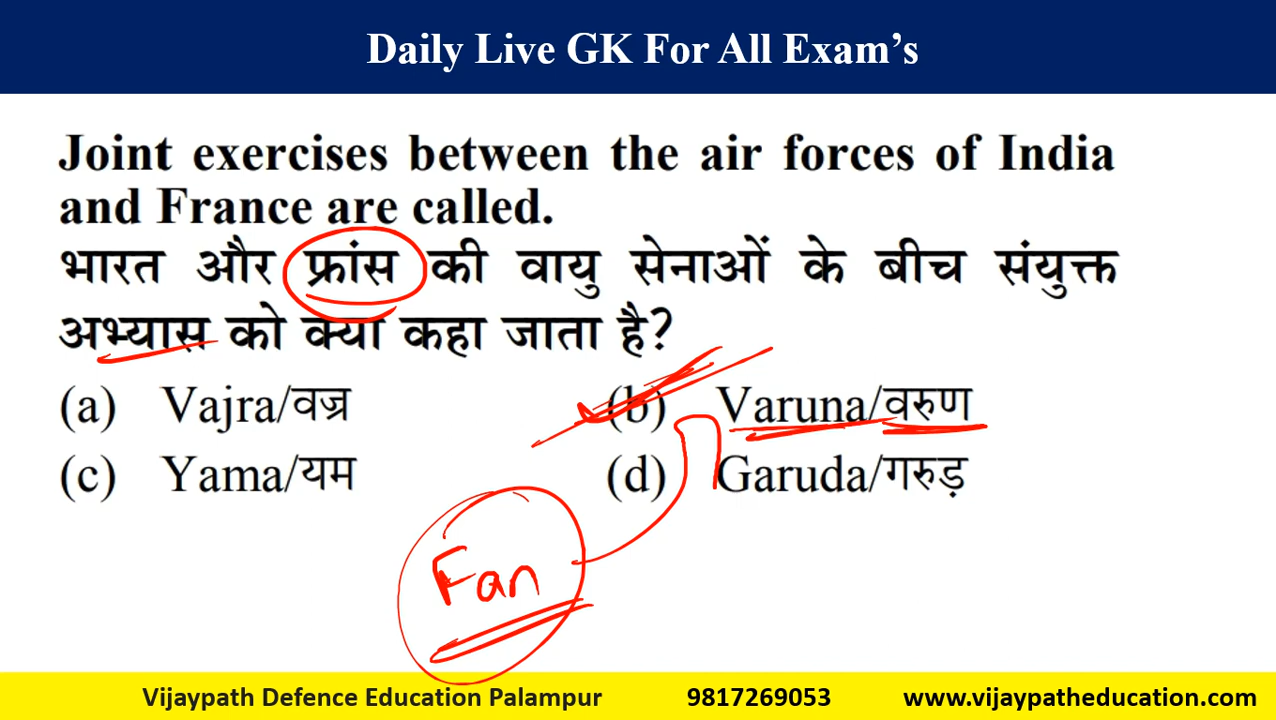 Daily Live GK For All Exam’s
Joint exercises between the air forces of India
and France are called.
भारत और फ्रांस की वायु सेनाओं के बीच संयुक्त
अभ्यास को क्या कहा जाता है?
(a) Vajra/वज्र (b) Varuna/वरुण
(c) Yama/यम (d) Garuda/गरुड़
Fan
Vijaypath Defence Education Palampur 9817269053 www.vijaypatheducation.com